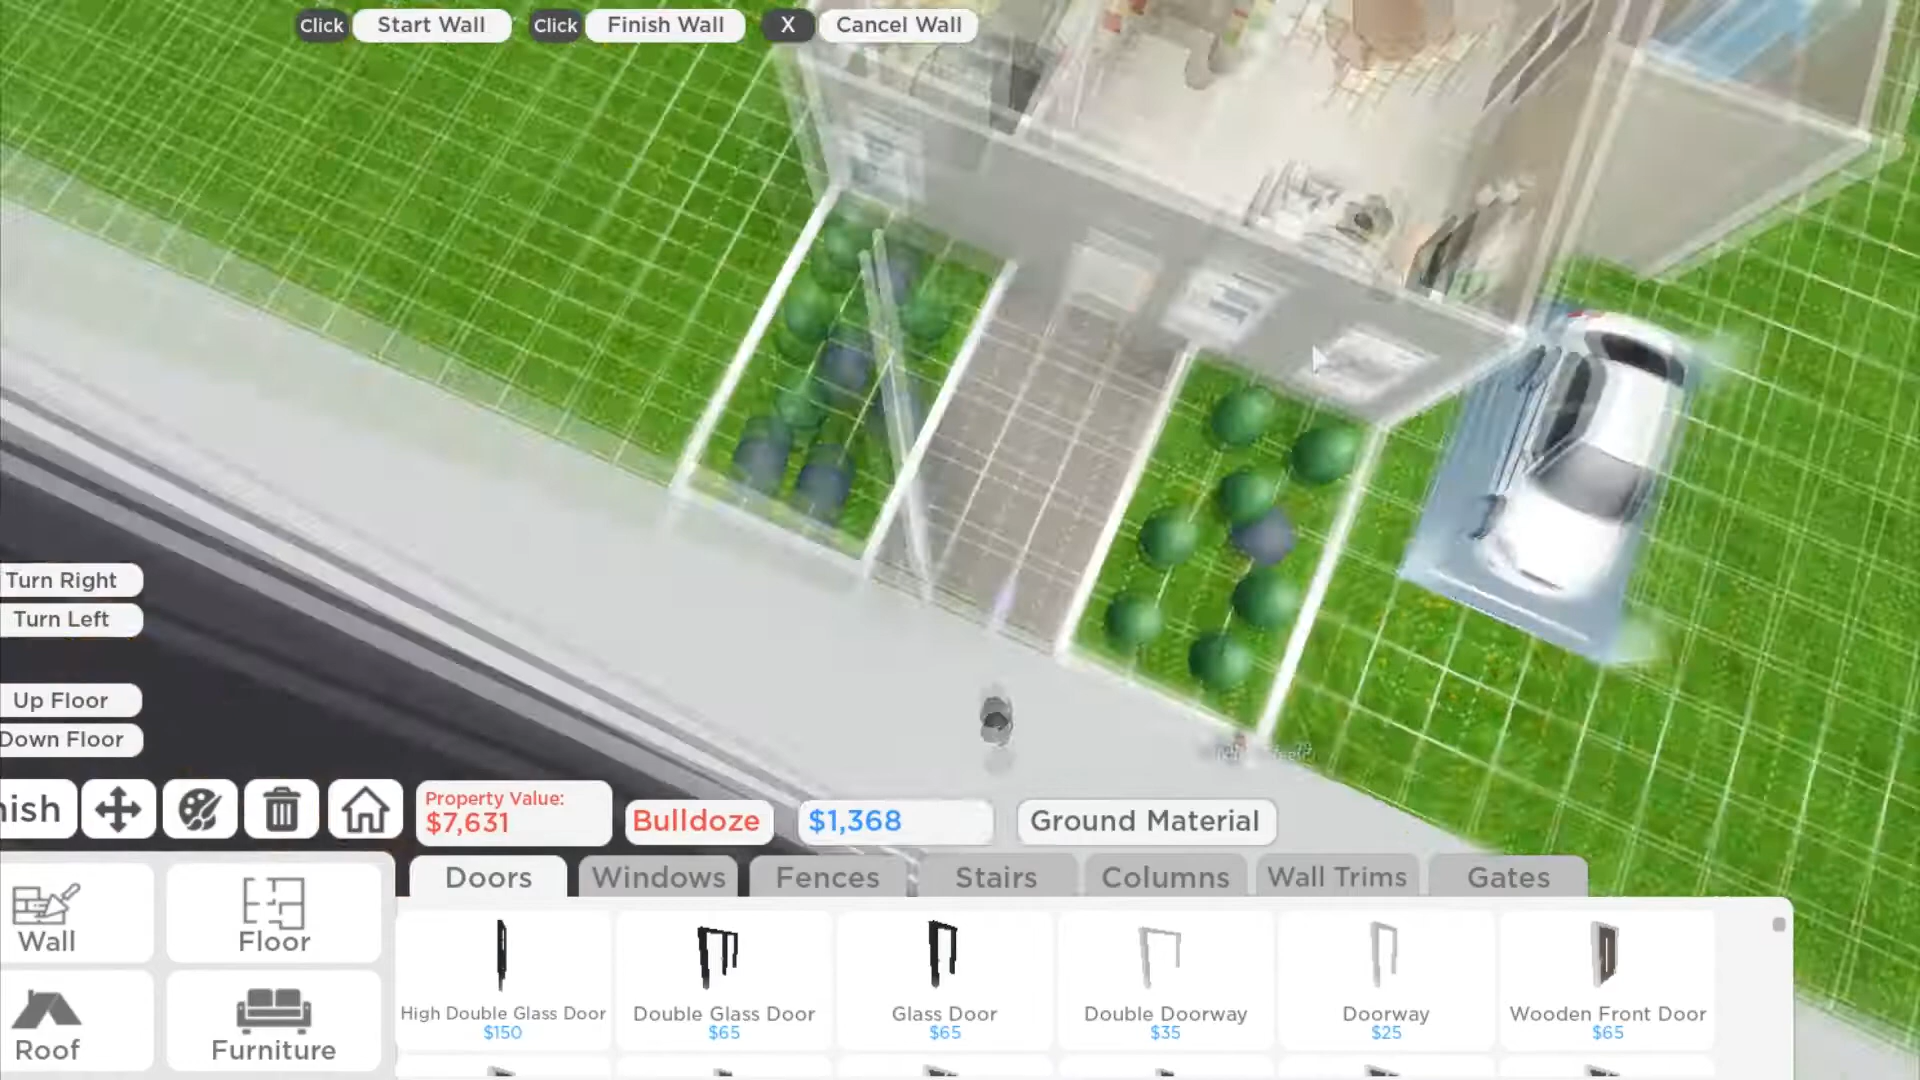 Click Start Wall Click Finish Wall X Cancel Wall
Turn Right
Turn Left
Up Floor
Down Floor
nish
Property Value:
$7,631
Bulldoze
$1,368
Ground Material
Doors Windows Fences Stairs Columns Wall Trims Gates
Wall
Floor
Roof
Furniture
High Double Glass Door
$150
Double Glass Door
$65
Glass Door
$65
Double Doorway
$35
Doorway
$25
Wooden Front Door
$65